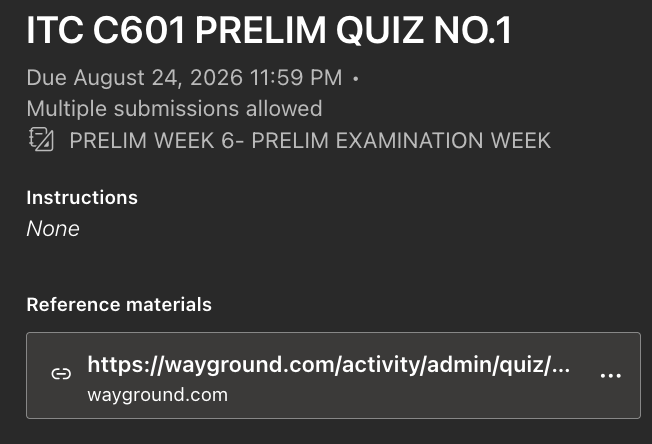 ITC C601 PRELIM QUIZ NO.1
Due August 24, 2026 11:59 PM •
Multiple submissions allowed
PRELIM WEEK 6- PRELIM EXAMINATION WEEK
Instructions
None
Reference materials
https://wayground.com/activity/admin/quiz/...
wayground.com